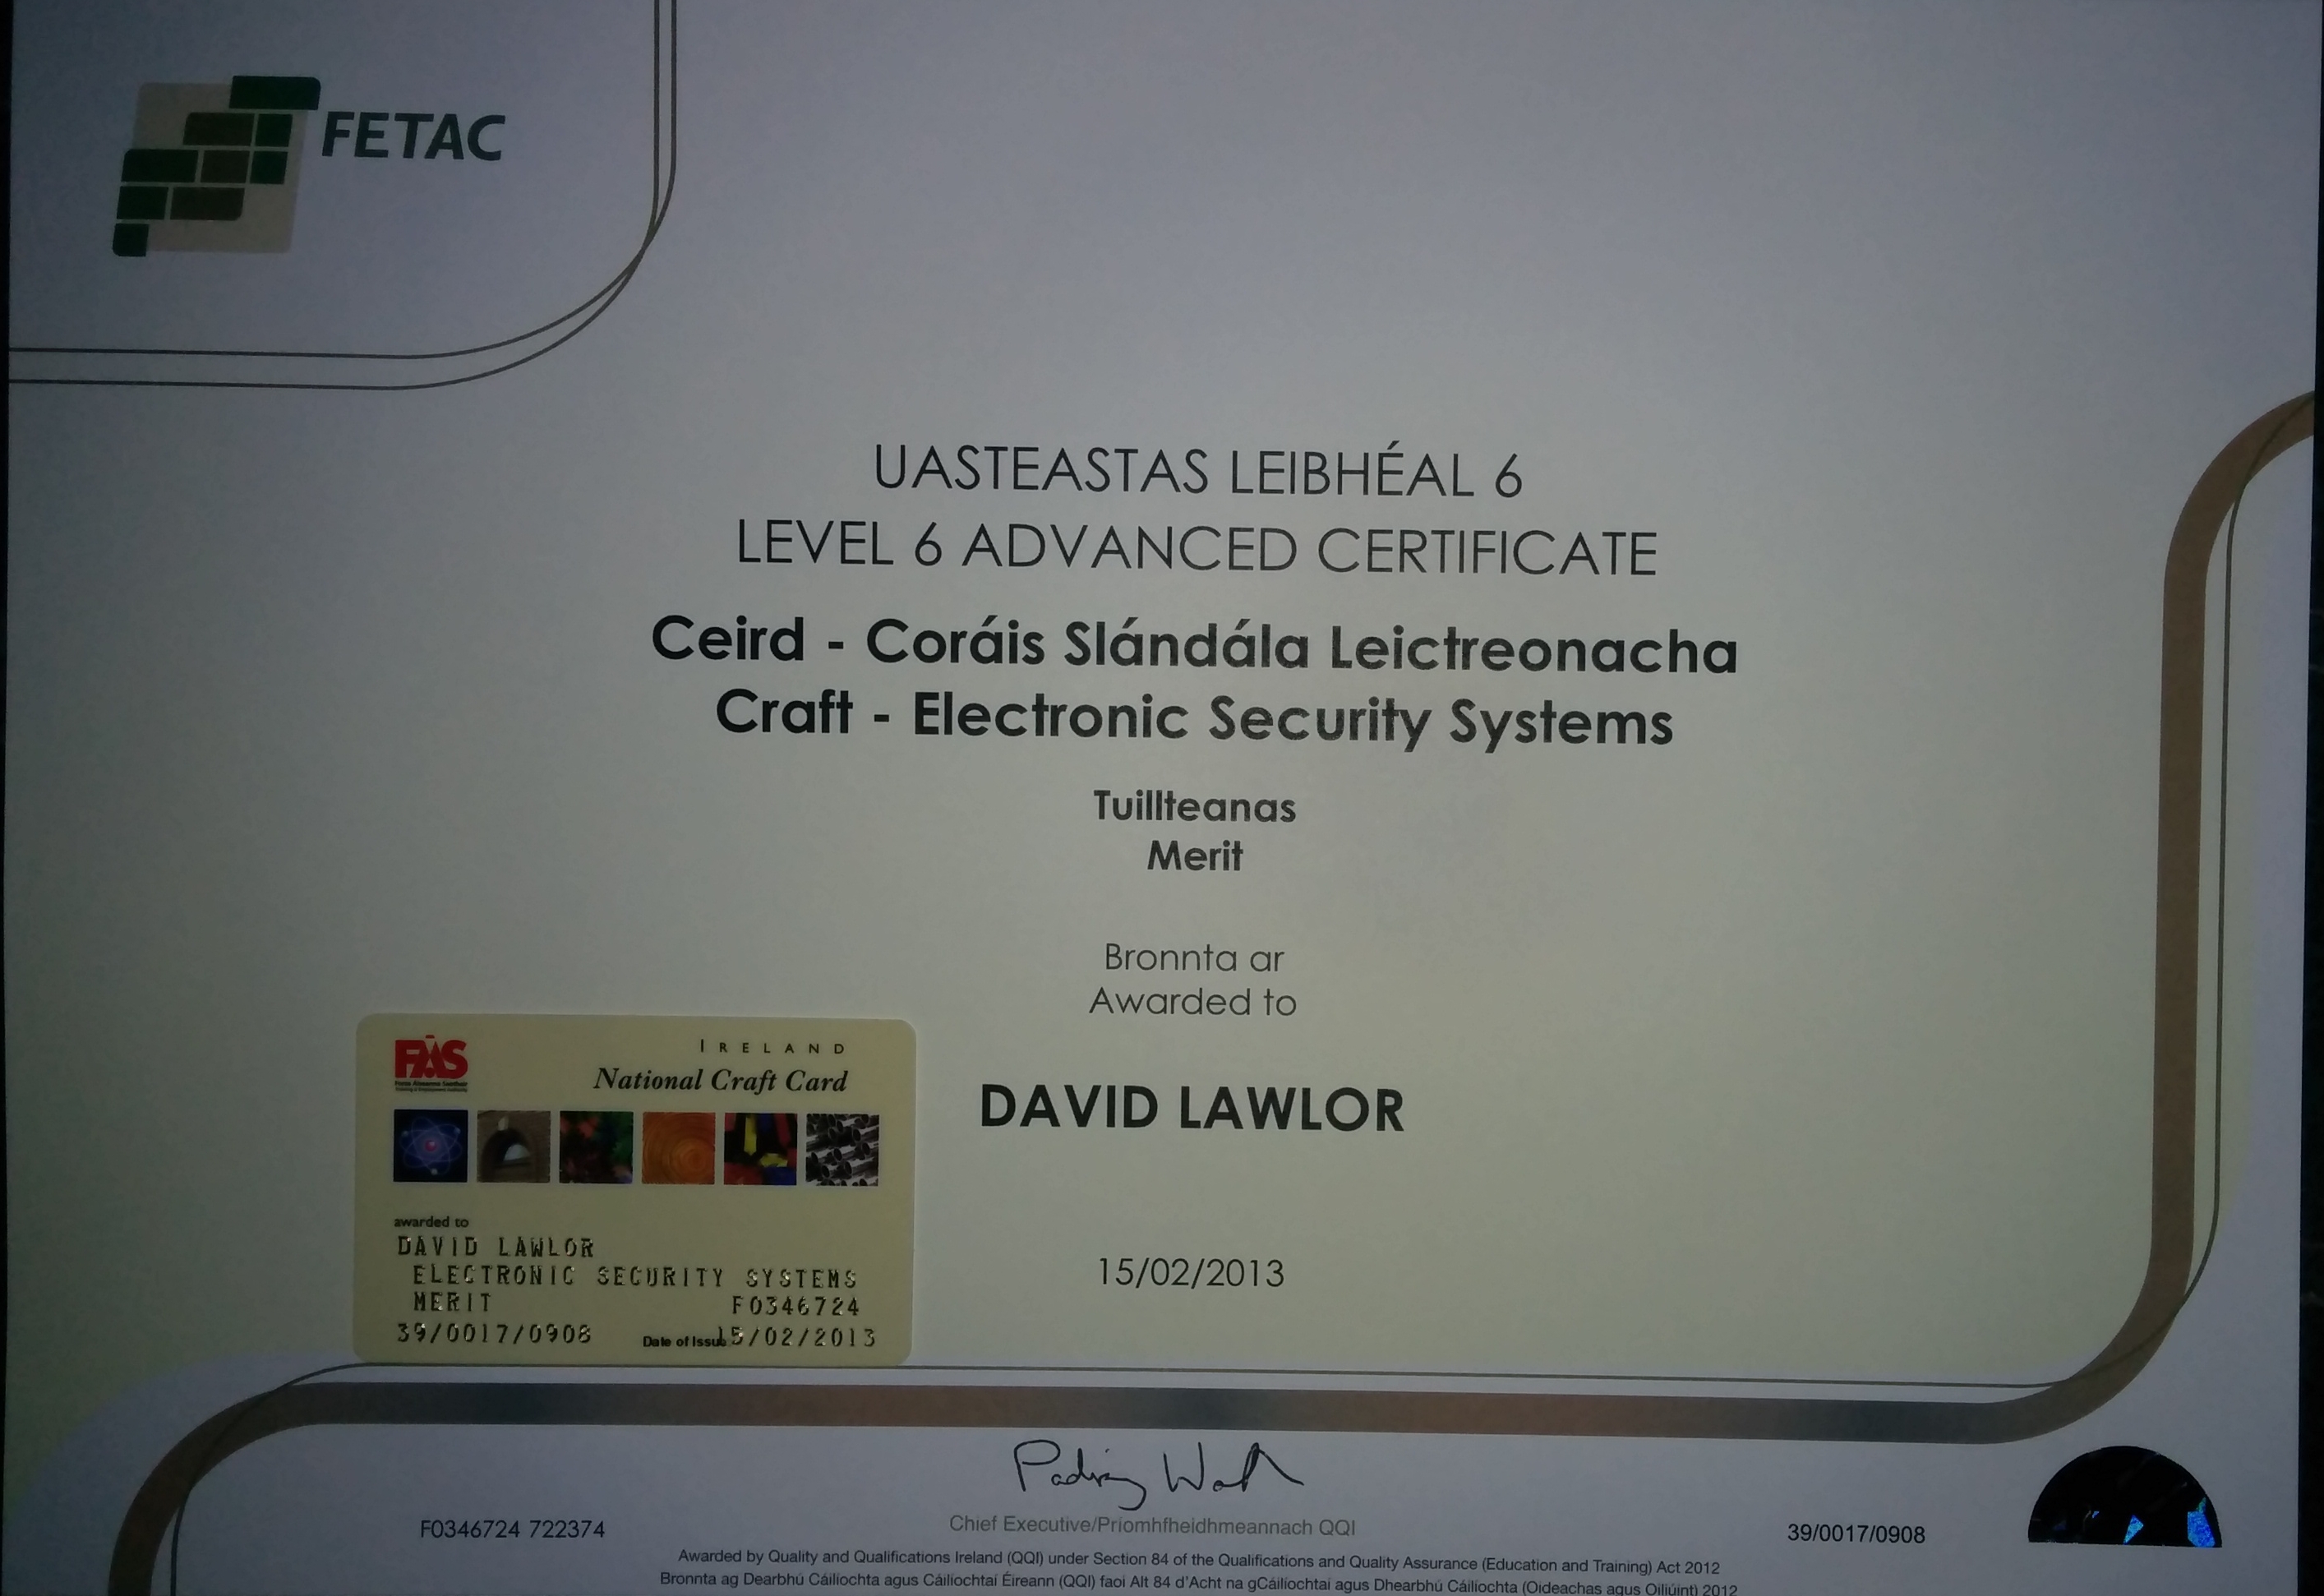 FETAC
UASTEASTAS LEIBHÉAL 6
LEVEL 6 ADVANCED CERTIFICATE
Ceird - Coráis Slándála Leictreonacha
Craft - Electronic Security Systems
Tuillteanas
Merit
Bronnta ar
Awarded to
DAVID LAWLOR
15/02/2013
FÁS
IRELAND
National Craft Card
awarded to
DAVID LAWLOR
ELECTRONIC SECURITY SYSTEMS
MERIT F0346724
39/0017/0908 Date of Issue 15/02/2013
Chief Executive/Príomhfheidhmeannach QQI
F0346724 722374
39/0017/0908
Awarded by Quality and Qualifications Ireland (QQI) under Section 84 of the Qualifications and Quality Assurance (Education and Training) Act 2012
Bronnta ag Dearbhú Cáilíochta agus Cáilíochtaí Éireann (QQI) faoi Alt 84 d'Acht na gCáilíochtaí agus Dhearbhú Cáilíochta (Oideachas agus Oiliúint) 2012